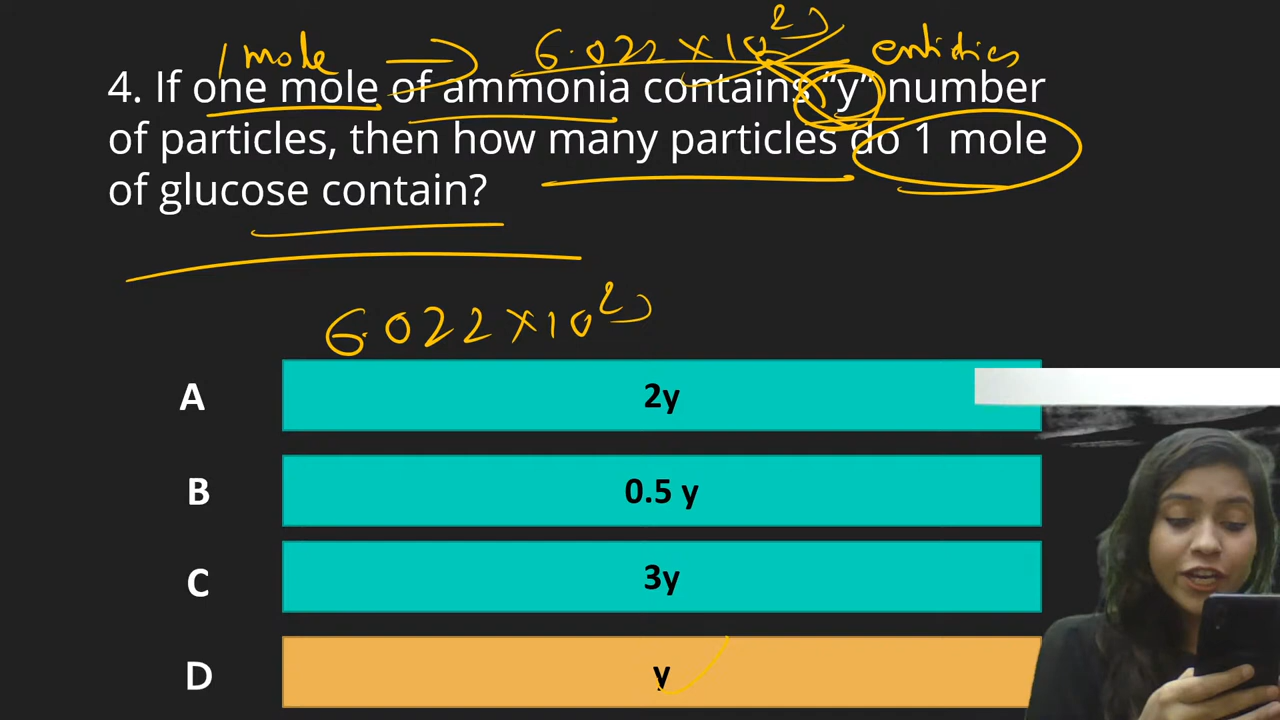 1 mole → 6.022 × 10²³ entities
4. If one mole of ammonia contains “y” number
of particles, then how many particles do 1 mole
of glucose contain?
6.022 × 10²³
A 2y
B 0.5 y
C 3y
D y